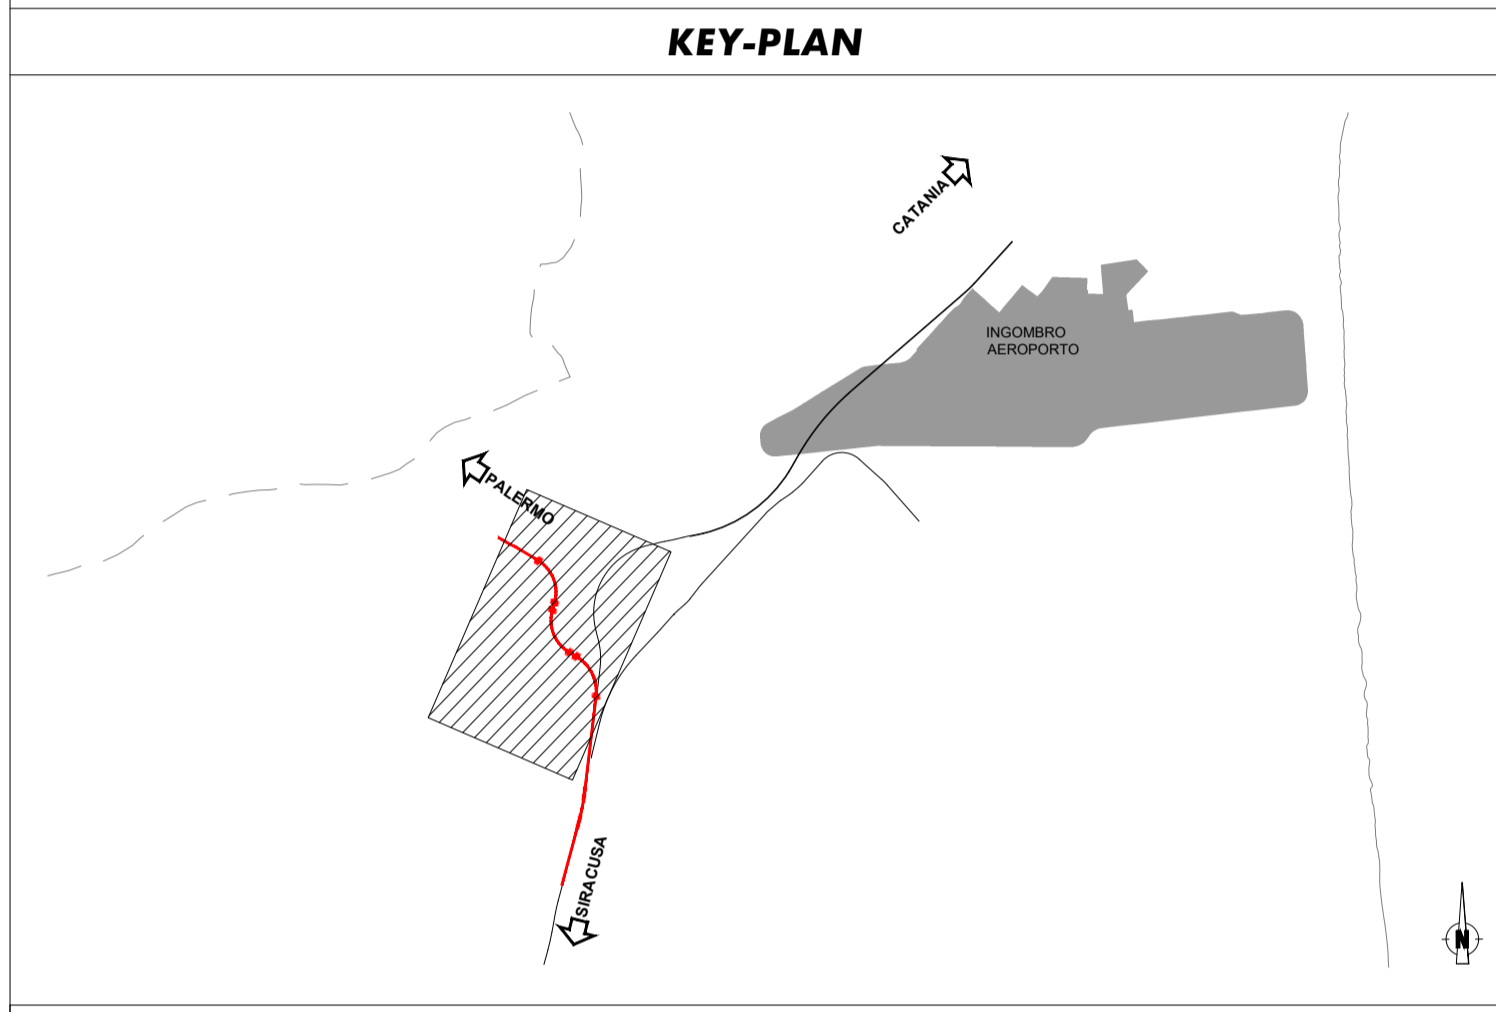 KEY-PLAN
CATANIA
INGOMBRO
AEROPORTO
PALERMO
SIRACUSA
N